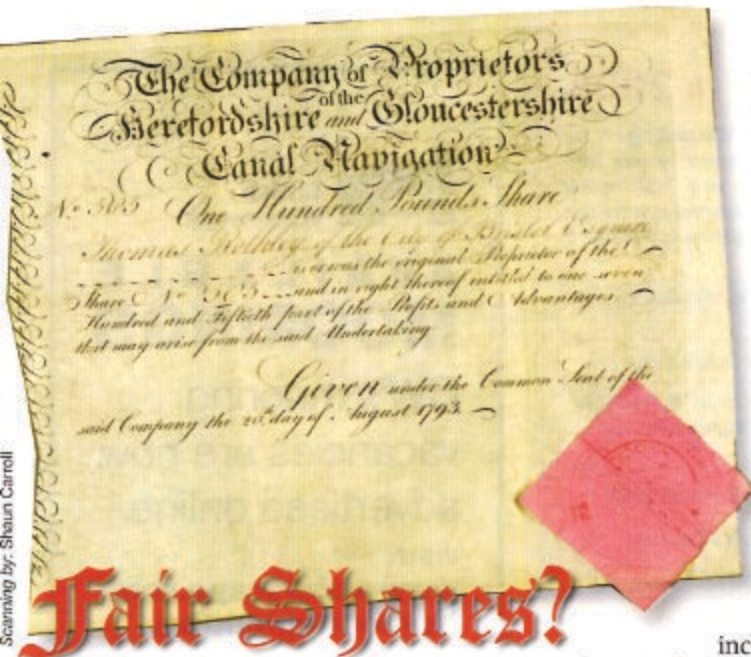 The Company of Proprietors
of the
Herefordshire and Gloucestershire
Canal Navigation
No. 303 One Hundred Pounds Share
Thomas of the City of Bristol Esquire
is or was the original Proprietor of the
Share No. 303 and in right thereof entitled to one seven
Hundred and Fiftieth part of the Profits and Advantages
that may arise from the said Undertaking
Given under the Common Seal of the
said Company the 20th day of August 1793.
Scanning by: Shaun Carroll
Fair Shares?
inc